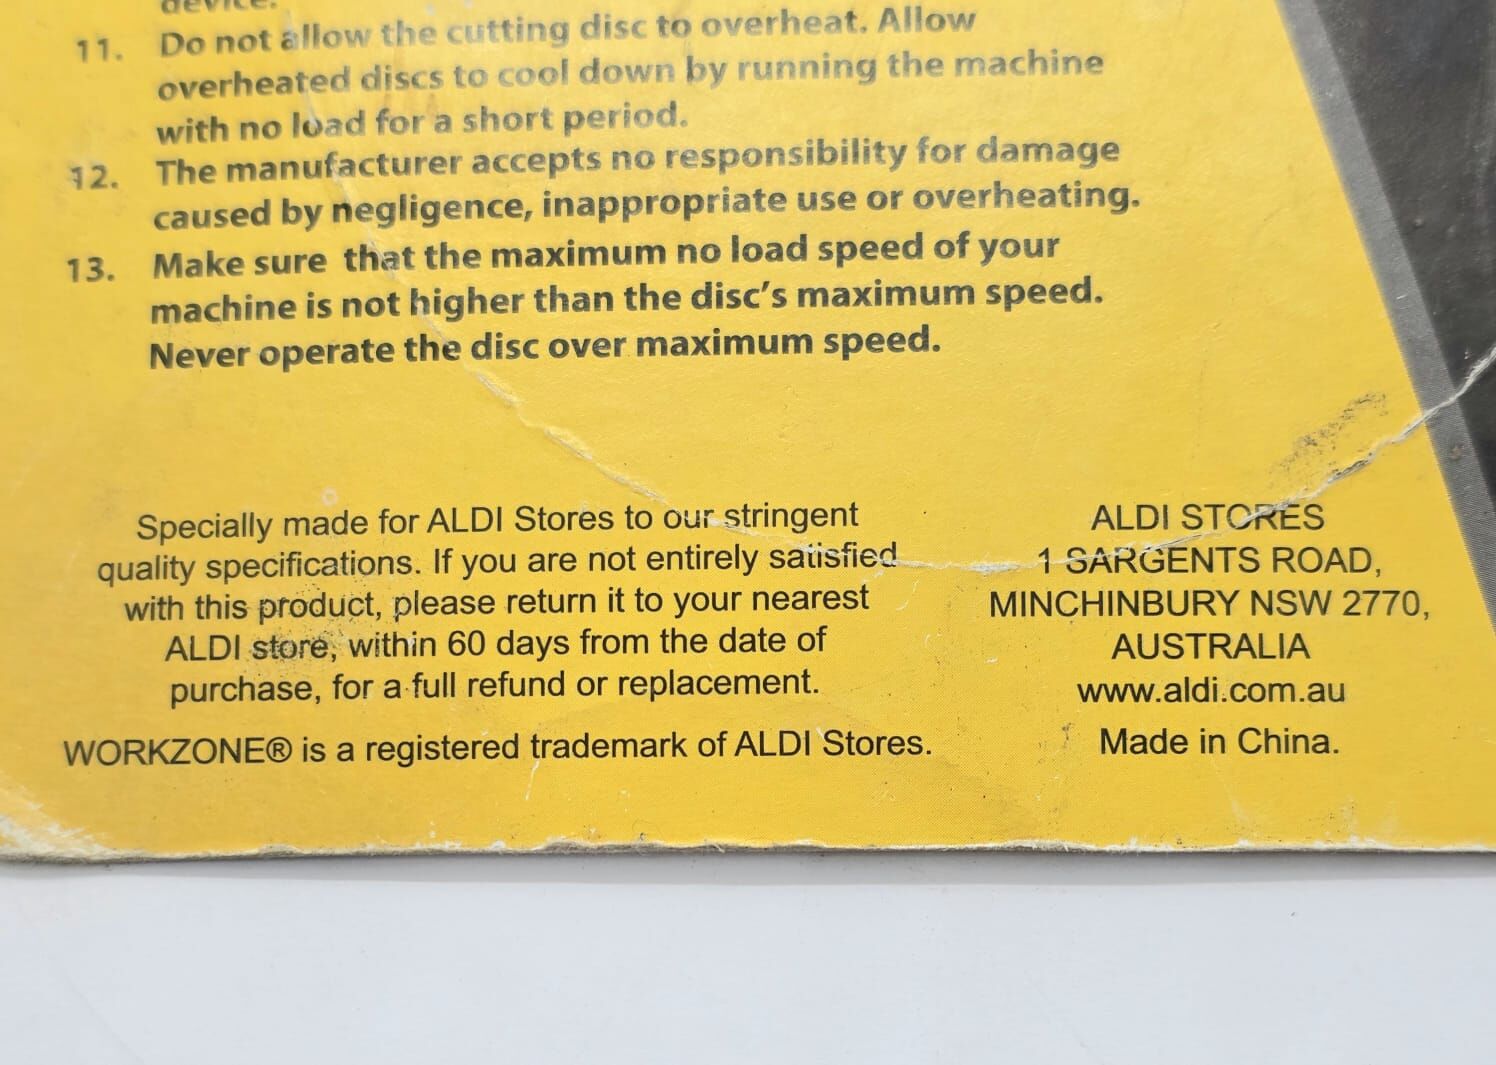 device.
11. Do not allow the cutting disc to overheat. Allow
overheated discs to cool down by running the machine
with no load for a short period.
12. The manufacturer accepts no responsibility for damage
caused by negligence, inappropriate use or overheating.
13. Make sure that the maximum no load speed of your
machine is not higher than the disc's maximum speed.
Never operate the disc over maximum speed.
Specially made for ALDI Stores to our stringent
quality specifications. If you are not entirely satisfied
with this product, please return it to your nearest
ALDI store, within 60 days from the date of
purchase, for a full refund or replacement.
WORKZONE® is a registered trademark of ALDI Stores.
ALDI STORES
1 SARGENTS ROAD,
MINCHINBURY NSW 2770,
AUSTRALIA
www.aldi.com.au
Made in China.